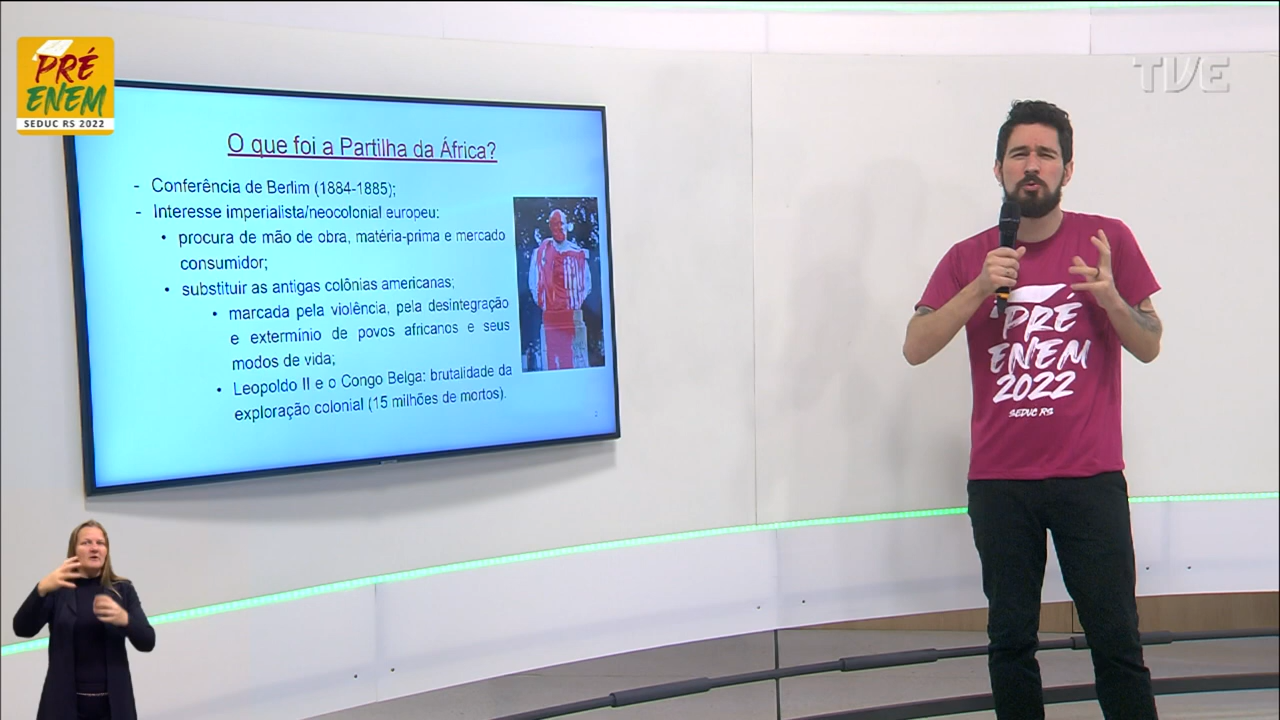 PRÉ
ENEM
SEDUC RS 2022
TVE
O que foi a Partilha da África?
- Conferência de Berlim (1884-1885);
- Interesse imperialista/neocolonial europeu:
• procura de mão de obra, matéria-prima e mercado
consumidor;
• substituir as antigas colônias americanas;
• marcada pela violência, pela desintegração
e extermínio de povos africanos e seus
modos de vida;
• Leopoldo II e o Congo Belga: brutalidade da
exploração colonial (15 milhões de mortos).
2
PRÉ
ENEM
2022
SEDUC RS